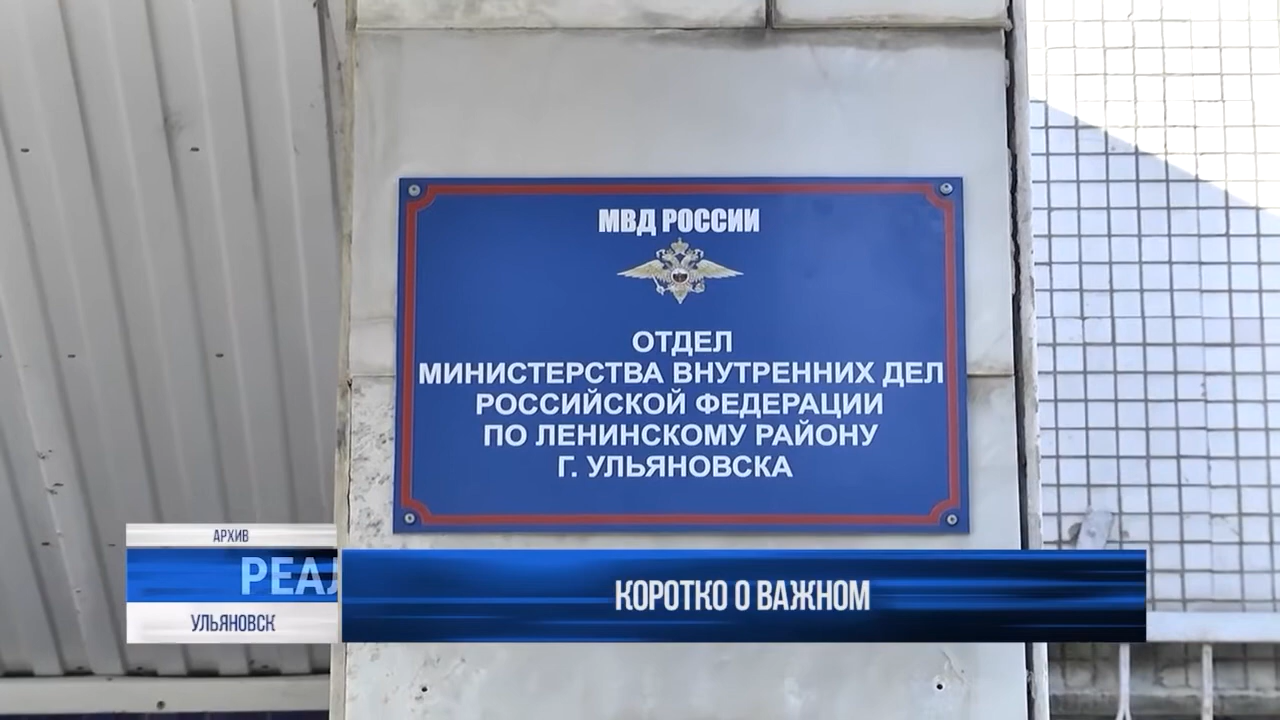 МВД РОССИИ
ОТДЕЛ
МИНИСТЕРСТВА ВНУТРЕННИХ ДЕЛ
РОССИЙСКОЙ ФЕДЕРАЦИИ
ПО ЛЕНИНСКОМУ РАЙОНУ
Г. УЛЬЯНОВСКА
АРХИВ
РЕАЛ
УЛЬЯНОВСК
КОРОТКО О ВАЖНОМ